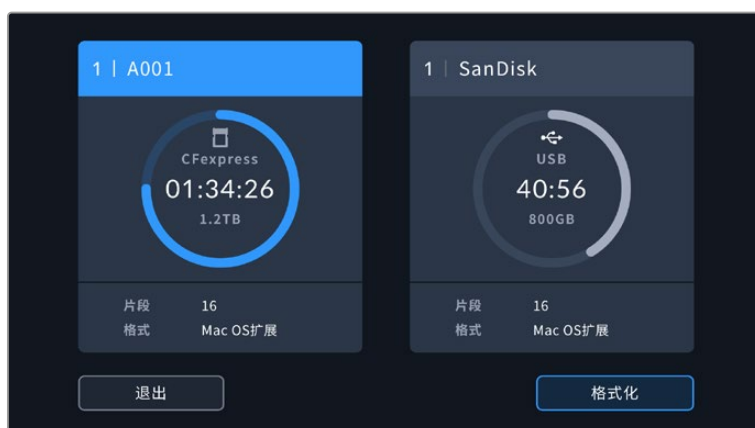 1 | A001
CFexpress
01:34:26
1.2TB
片段 16
格式 Mac OS扩展
1 | SanDisk
USB
40:56
800GB
片段 16
格式 Mac OS扩展
退出
格式化